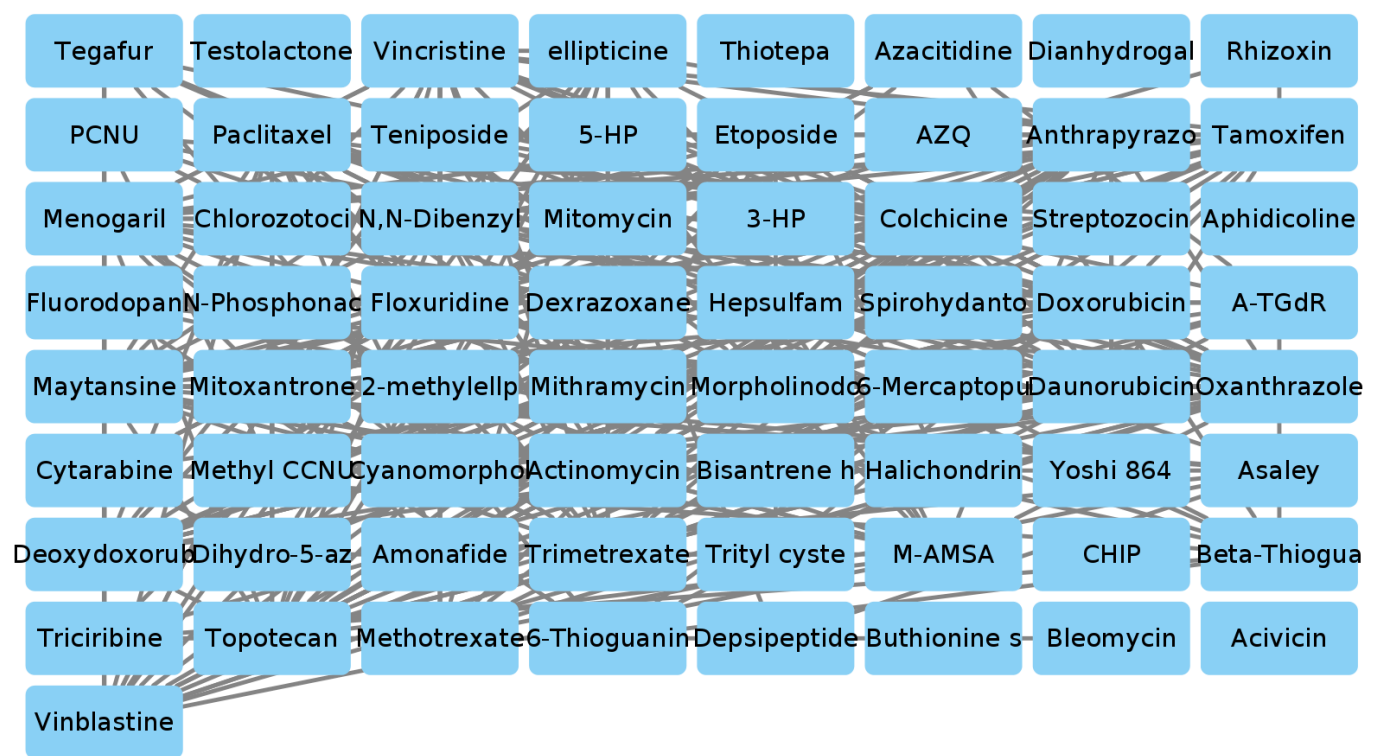 Tegafur Testolactone Vincristine ellipticine Thiotepa Azacitidine Dianhydrogal Rhizoxin
PCNU Paclitaxel Teniposide 5-HP Etoposide AZQ Anthrapyrazo Tamoxifen
Menogaril Chlorozotoci N,N-Dibenzyl Mitomycin 3-HP Colchicine Streptozocin Aphidicoline
Fluorodopan N-Phosphonac Floxuridine Dexrazoxane Hepsulfam Spirohydanto Doxorubicin A-TGdR
Maytansine Mitoxantrone 2-methylellp Mithramycin Morpholinodo 6-Mercaptopu Daunorubicin Oxanthrazole
Cytarabine Methyl CCNU Cyanomorphol Actinomycin Bisantrene h Halichondrin Yoshi 864 Asaley
Deoxydoxorub Dihydro-5-az Amonafide Trimetrexate Trityl cyste M-AMSA CHIP Beta-Thiogua
Triciribine Topotecan Methotrexate 6-Thioguanin Depsipeptide Buthionine s Bleomycin Acivicin
Vinblastine